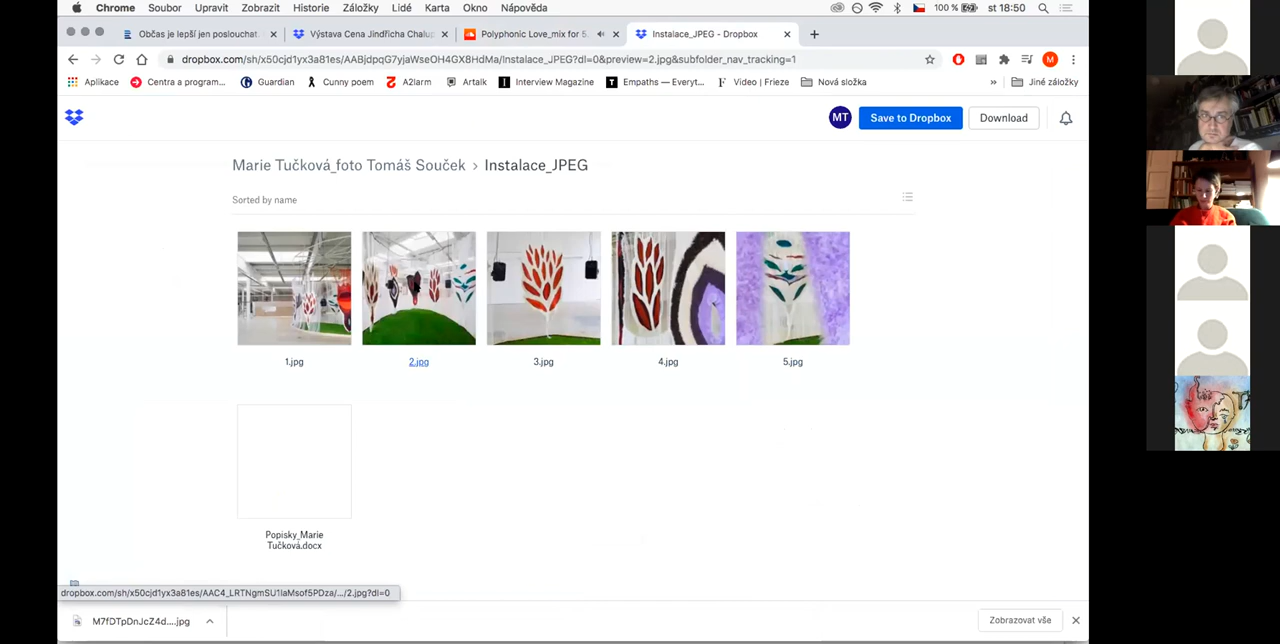 Chrome Soubor Upravit Zobrazit Historie Záložky Lidé Karta Okno Nápověda 100 % st 18:50
Občas je lepší jen poslouchat. Výstava Cena Jindřicha Chalup Polyphonic Love_mix for 5. Instalace_JPEG - Dropbox
dropbox.com/sh/x50cjd1yx3a81es/AABjdpqG7yjaWseOH4GX8HdMa/Instalace_JPEG?dl=0&preview=2.jpg&subfolder_nav_tracking=1 M
Aplikace Centra a program... Guardian Cunny poem A2larm Artalk Interview Magazine Empaths — Everyt... Video | Frieze Nová složka » Jiné záložky
MT Save to Dropbox Download
Marie Tučková_foto Tomáš Souček › Instalace_JPEG
Sorted by name
1.jpg 2.jpg 3.jpg 4.jpg 5.jpg
Popisky_Marie
Tučková.docx
dropbox.com/sh/x50cjd1yx3a81es/AAC4_LRTNgmSU1laMsof5PDza/.../2.jpg?dl=0
M7fDTpDnJcZ4d....jpg Zobrazovat vše